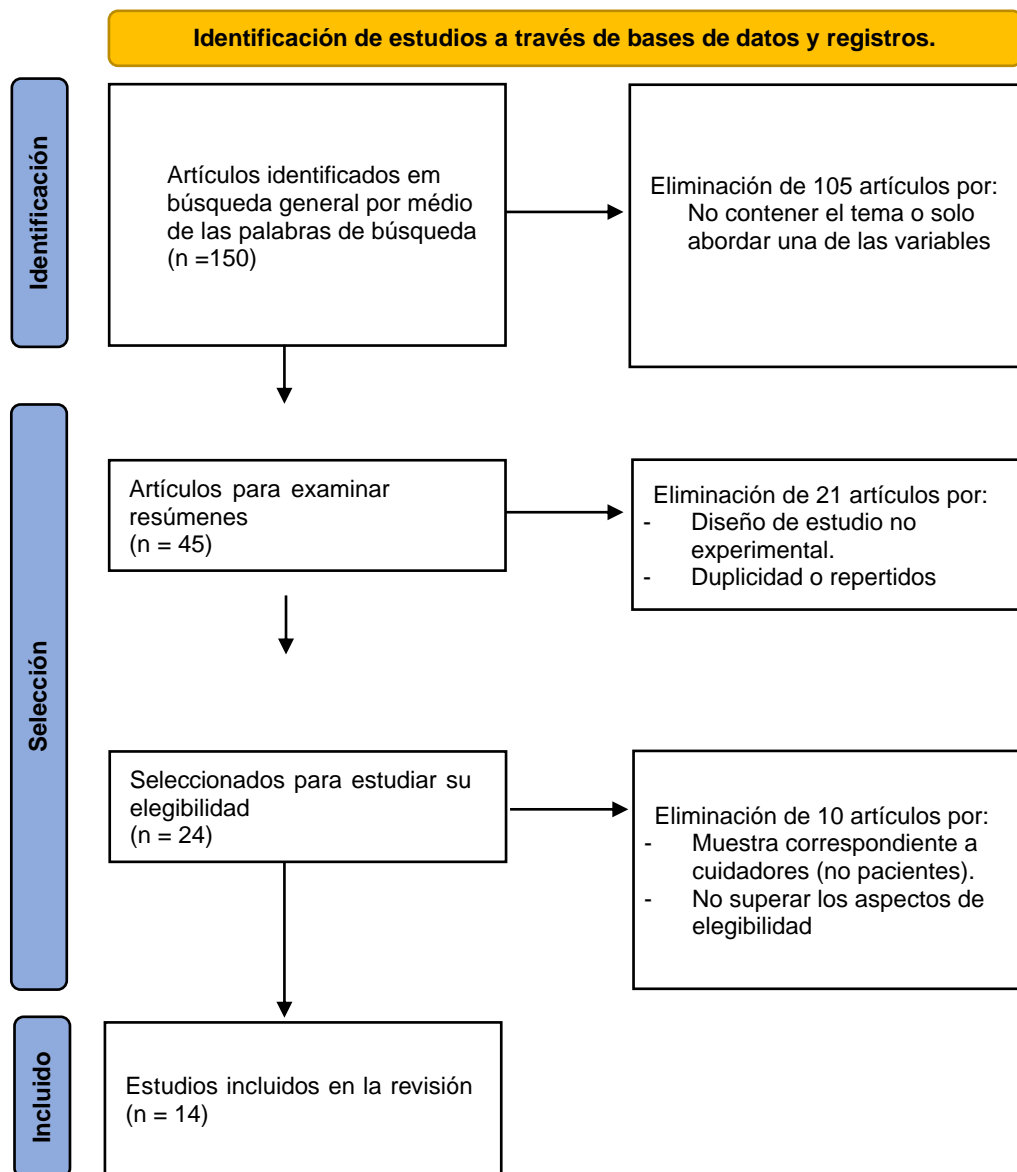 Identificación de estudios a través de bases de datos y registros.
Identificación
Artículos identificados em
búsqueda general por médio
de las palabras de búsqueda
(n =150)
Eliminación de 105 artículos por:
No contener el tema o solo
abordar una de las variables
Selección
Artículos para examinar
resúmenes
(n = 45)
Eliminación de 21 artículos por:
- Diseño de estudio no
experimental.
- Duplicidad o repertidos
Seleccionados para estudiar su
elegibilidad
(n = 24)
Eliminación de 10 artículos por:
- Muestra correspondiente a
cuidadores (no pacientes).
- No superar los aspectos de
elegibilidad
Incluido
Estudios incluidos en la revisión
(n = 14)